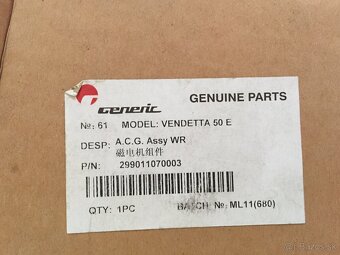 generic
GENUINE PARTS
№: 61 MODEL: VENDETTA 50 E
DESP: A.C.G. Assy WR
磁电机组件
P/N: 299011070003
QTY: 1PC BATCH №: ML11(680)